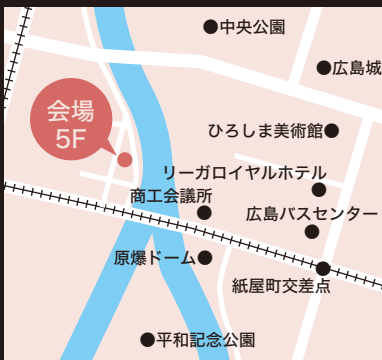 中央公園
広島城
会場
5F
ひろしま美術館
リーガロイヤルホテル
商工会議所
広島バスセンター
原爆ドーム
紙屋町交差点
平和記念公園